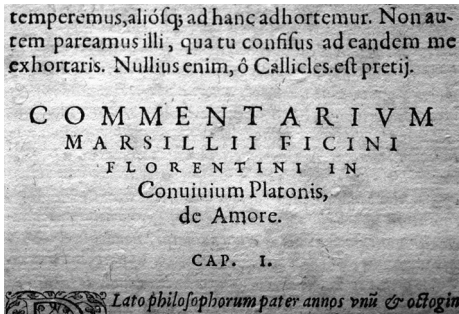 temperemus,aliósq; ad hanc adhortemur. Non au-
tem pareamus illi, qua tu confisus ad eandem me
exhortaris. Nullius enim, ô Callicles.est pretij.
COMMENTARIVM
MARSILLII FICINI
FLORENTINI IN
Conuiuium Platonis,
de Amore.
CAP. I.
PLato philosophorum pater annos vnũ & octogin